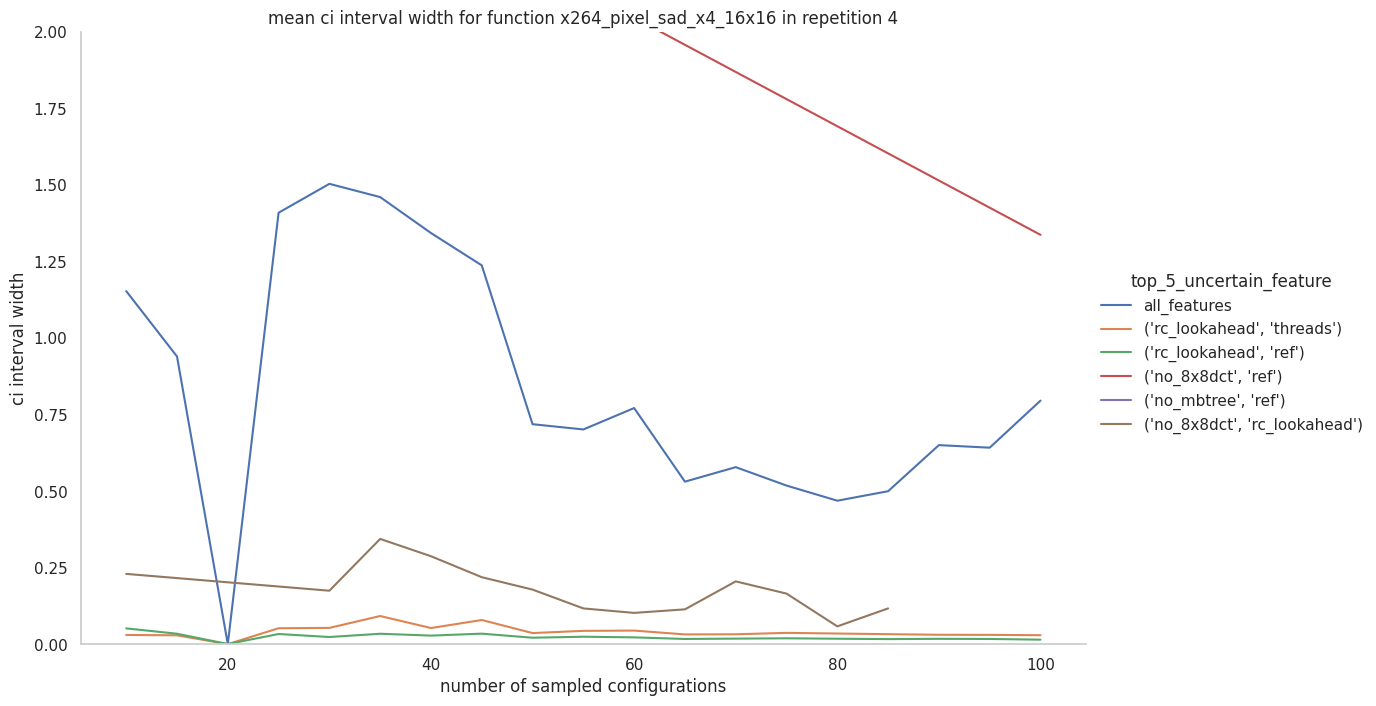 mean ci interval width for function x264_pixel_sad_x4_16x16 in repetition 4
2.00
1.75
1.50
1.25
1.00
0.75
0.50
0.25
0.00
ci interval width
20
40
60
80
100
number of sampled configurations
top_5_uncertain_feature
all_features
('rc_lookahead', 'threads')
('rc_lookahead', 'ref')
('no_8x8dct', 'ref')
('no_mbtree', 'ref')
('no_8x8dct', 'rc_lookahead')